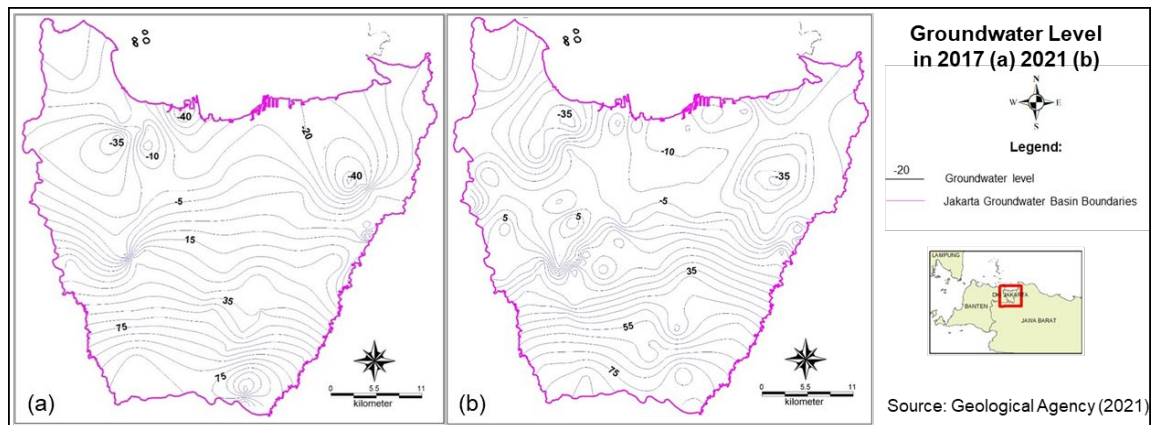 Groundwater Level
in 2017 (a) 2021 (b)
-40
-35
-10
-20
-40
-5
15
35
75
75
0 5.5 11
kilometer
(a)
-35
-10
-35
5
5
-5
35
55
75
0 5.5 11
kilometer
(b)
N
W E
S
Legend:
-20
Groundwater level
Jakarta Groundwater Basin Boundaries
LAMPUNG
DKI JAKARTA
BANTEN
JAWA BARAT
Source: Geological Agency (2021)